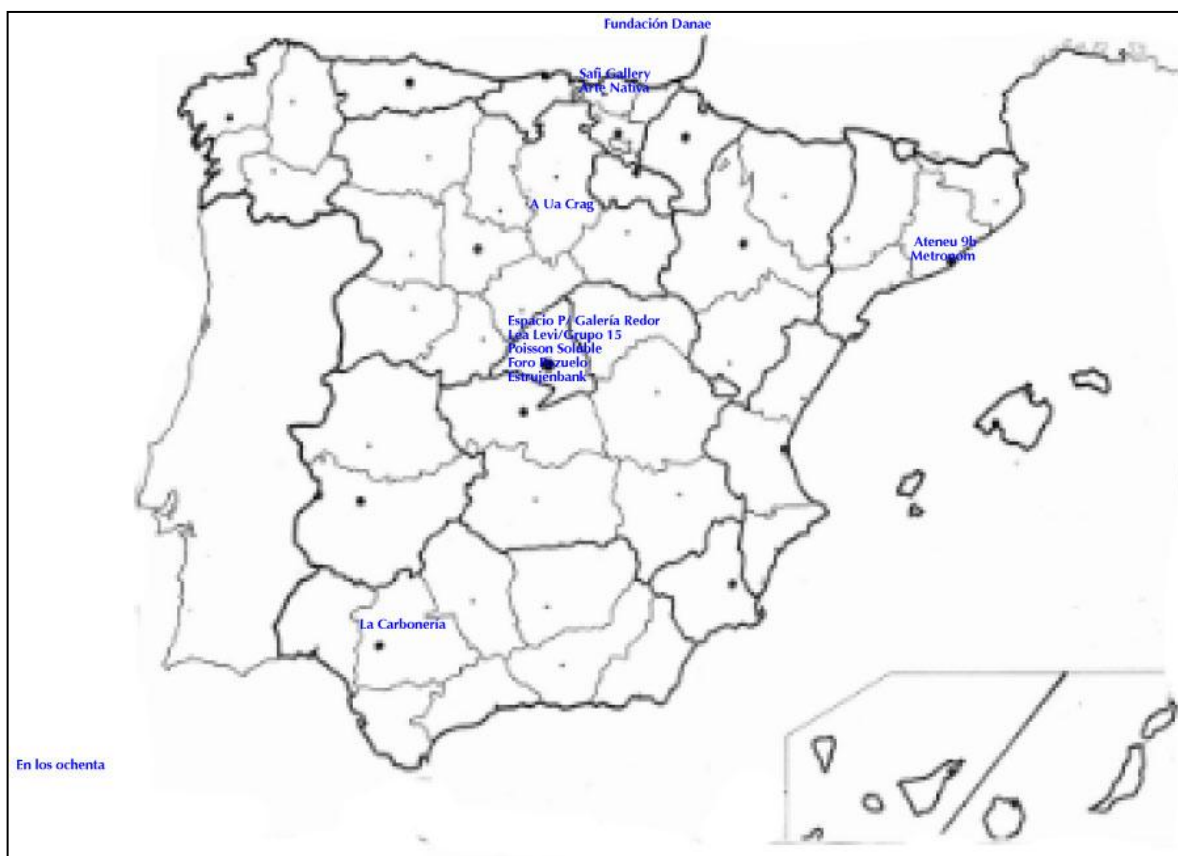 Fundación Danae
Safi Gallery
Arte Nativa
A Ua Crag
Ateneu 9b
Metronom
Espacio P/ Galería Redor
Lea Levi/Grupo 15
Poisson Soluble
Foro Pozuelo
Estrujenbank
La Carbonería
En los ochenta